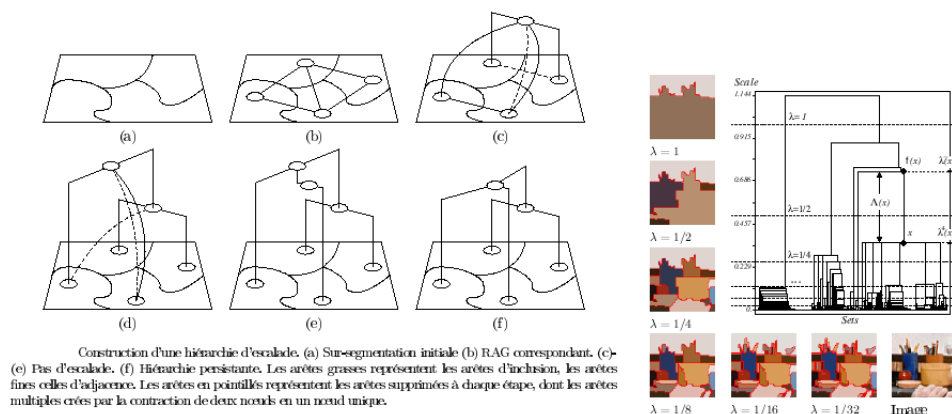 (a)
(b)
(c)
(d)
(e)
(f)
Construction d'une hiérarchie d'escalade. (a) Sur-segmentation initiale (b) RAG correspondant. (c)-
(e) Pas d'escalade. (f) Hiérarchie persistante. Les arêtes grasses représentent les arêtes d'inclusion, les arêtes
fines celles d'adjacence. Les arêtes en pointillés représentent les arêtes supprimées à chaque étape, dont les arêtes
multiples crées par la contraction de deux nœuds en un nœud unique.
λ = 1
λ = 1/2
λ = 1/4
λ = 1/8
λ = 1/16
λ = 1/32
Image
Scale
1.144
0.915
0.686
0.457
0.229
0.
λ= 1
λ=1/2
λ=1/4
...
↑(x)
Λ(x)
x
Sets